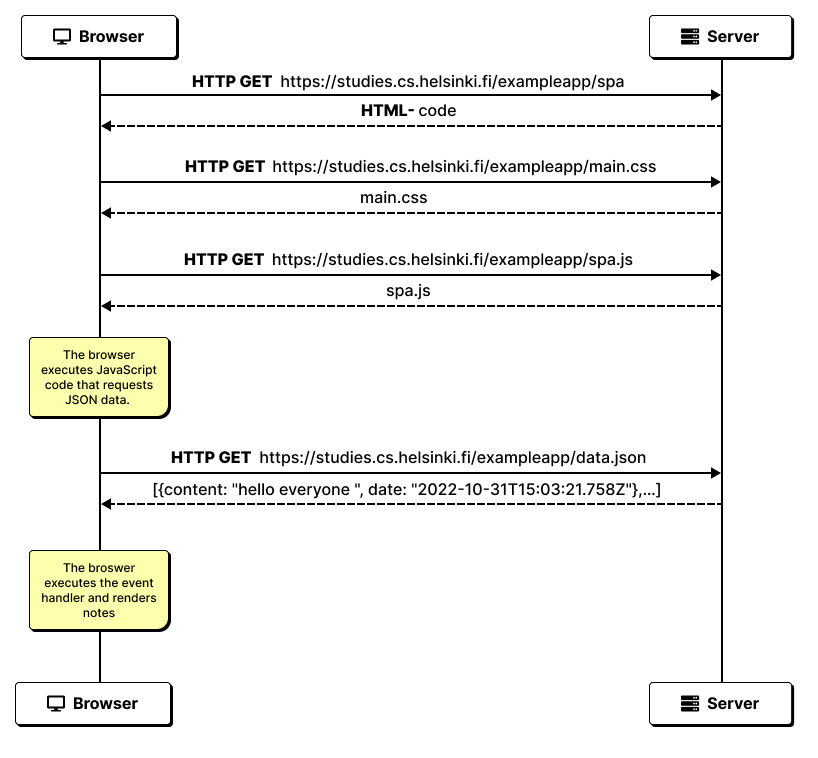 Browser
Server
HTTP GET https://studies.cs.helsinki.fi/exampleapp/spa
HTML- code
HTTP GET https://studies.cs.helsinki.fi/exampleapp/main.css
main.css
HTTP GET https://studies.cs.helsinki.fi/exampleapp/spa.js
spa.js
The browser
executes JavaScript
code that requests
JSON data.
HTTP GET https://studies.cs.helsinki.fi/exampleapp/data.json
[{content: "hello everyone ", date: "2022-10-31T15:03:21.758Z"},...]
The broswer
executes the event
handler and renders
notes
Browser
Server